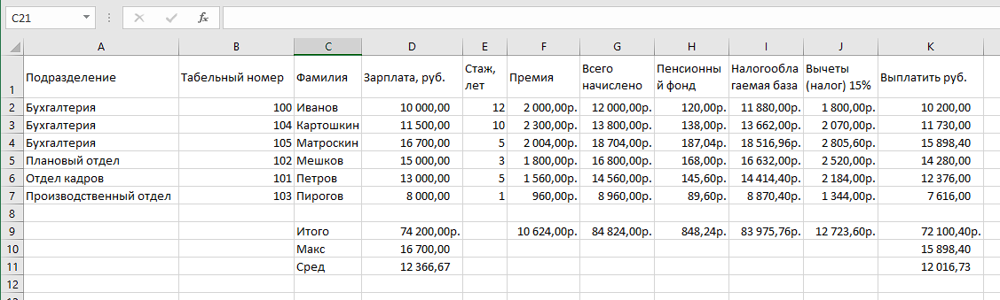 C21 fx
A B C D E F G H I J K
1 Подразделение Табельный номер Фамилия Зарплата, руб. Стаж, лет Премия Всего начислено Пенсионны й фонд Налогообла гаемая база Вычеты (налог) 15% Выплатить руб.
2 Бухгалтерия 100 Иванов 10 000,00 12 2 000,00р. 12 000,00р. 120,00р. 11 880,00р. 1 800,00р. 10 200,00
3 Бухгалтерия 104 Картошкин 11 500,00 10 2 300,00р. 13 800,00р. 138,00р. 13 662,00р. 2 070,00р. 11 730,00
4 Бухгалтерия 105 Матроскин 16 700,00 5 2 004,00р. 18 704,00р. 187,04р. 18 516,96р. 2 805,60р. 15 898,40
5 Плановый отдел 102 Мешков 15 000,00 3 1 800,00р. 16 800,00р. 168,00р. 16 632,00р. 2 520,00р. 14 280,00
6 Отдел кадров 101 Петров 13 000,00 5 1 560,00р. 14 560,00р. 145,60р. 14 414,40р. 2 184,00р. 12 376,00
7 Производственный отдел 103 Пирогов 8 000,00 1 960,00р. 8 960,00р. 89,60р. 8 870,40р. 1 344,00р. 7 616,00
8
9 Итого 74 200,00р. 10 624,00р. 84 824,00р. 848,24р. 83 975,76р. 12 723,60р. 72 100,40р.
10 Макс 16 700,00 15 898,40
11 Сред 12 366,67 12 016,73
12